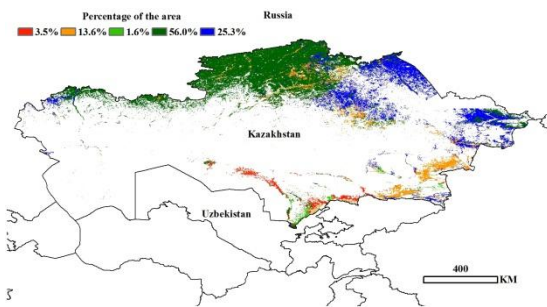 Percentage of the area
Russia
3.5% 13.6% 1.6% 56.0% 25.3%
Kazakhstan
Uzbekistan
400
KM